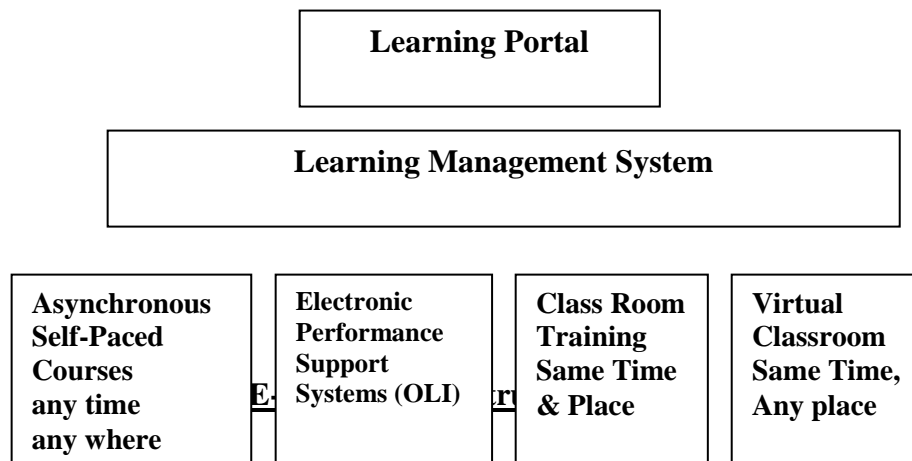 Learning Portal
Learning Management System
Asynchronous
Self-Paced
Courses
any time
any where
Electronic
Performance
Support
Systems (OLI)
Class Room
Training
Same Time
& Place
Virtual
Classroom
Same Time,
Any place